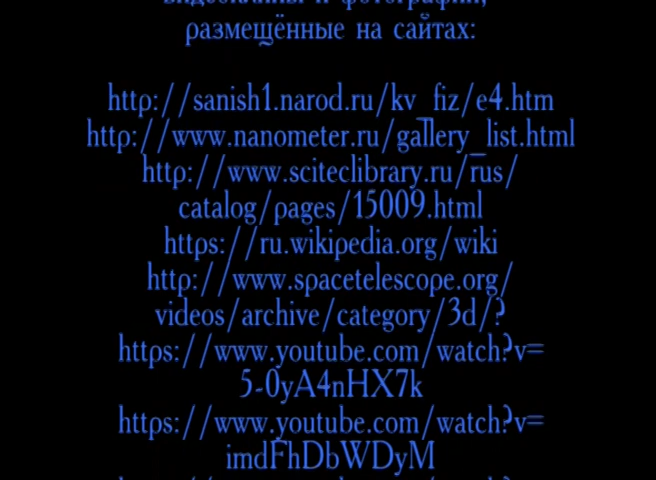 видеоклипы и фотографии,
размещённые на сайтах:
http://sanish1.narod.ru/kv_fiz/e4.htm
http://www.nanometer.ru/gallery_list.html
http://www.sciteclibrary.ru/rus/
catalog/pages/15009.html
https://ru.wikipedia.org/wiki
http://www.spacetelescope.org/
videos/archive/category/3d/?
https://www.youtube.com/watch?v=
5-0yA4nHX7k
https://www.youtube.com/watch?v=
imdFhDbWDyM